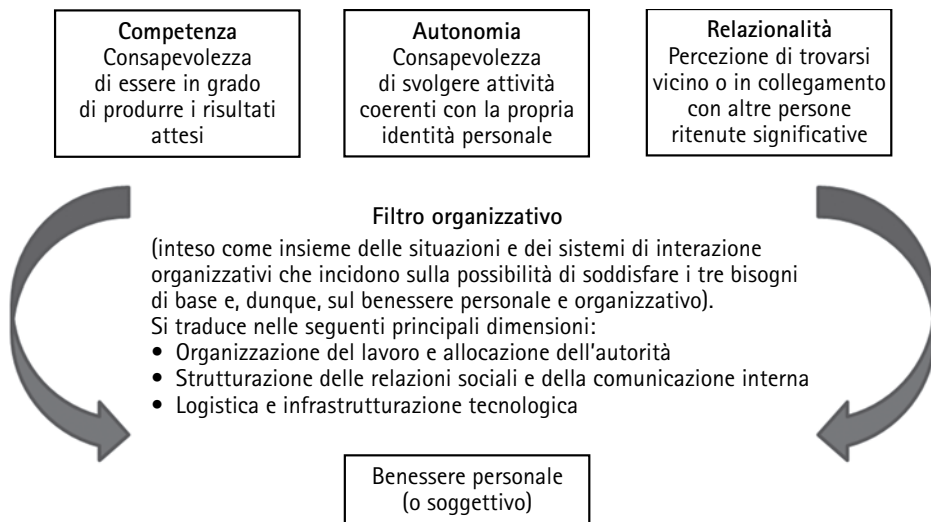 Competenza
Consapevolezza
di essere in grado
di produrre i risultati
attesi
Autonomia
Consapevolezza
di svolgere attività
coerenti con la propria
identità personale
Relazionalità
Percezione di trovarsi
vicino o in collegamento
con altre persone
ritenute significative
Filtro organizzativo
(inteso come insieme delle situazioni e dei sistemi di interazione
organizzativi che incidono sulla possibilità di soddisfare i tre bisogni
di base e, dunque, sul benessere personale e organizzativo).
Si traduce nelle seguenti principali dimensioni:
• Organizzazione del lavoro e allocazione dell'autorità
• Strutturazione delle relazioni sociali e della comunicazione interna
• Logistica e infrastrutturazione tecnologica
Benessere personale
(o soggettivo)